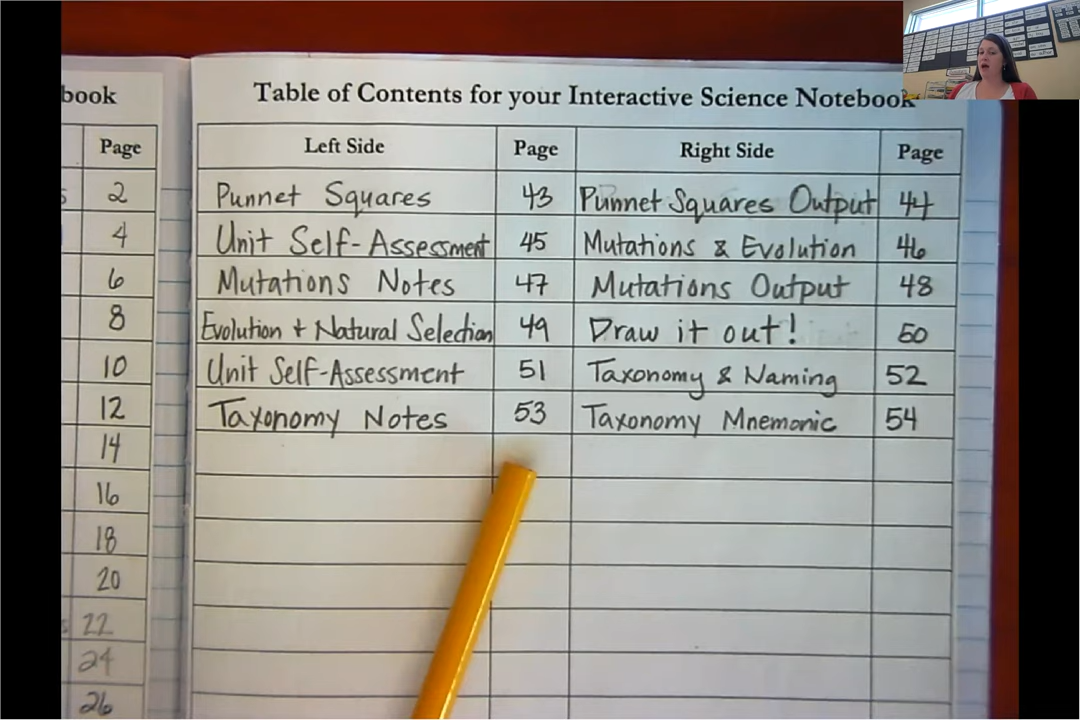 book
Page
2
4
6
8
10
12
14
16
18
20
22
24
26
Table of Contents for your Interactive Science Notebook
Left Side Page Right Side Page
Punnet Squares 43 Punnet Squares Output 44
Unit Self-Assessment 45 Mutations & Evolution 46
Mutations Notes 47 Mutations Output 48
Evolution + Natural Selection 49 Draw it out! 50
Unit Self-Assessment 51 Taxonomy & Naming 52
Taxonomy Notes 53 Taxonomy Mnemonic 54